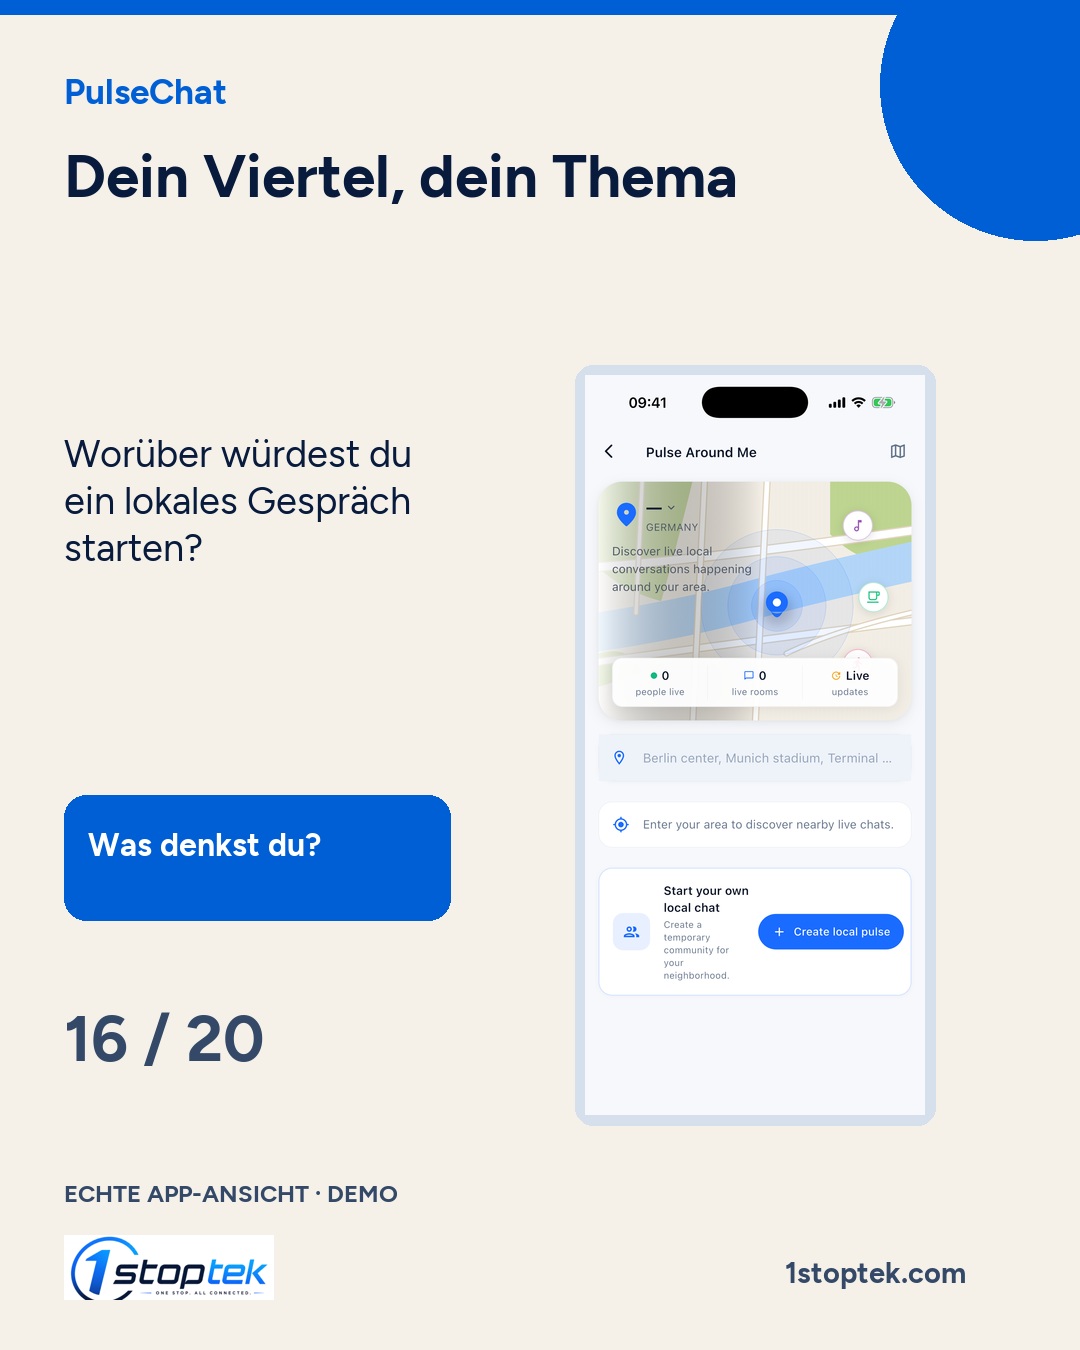 PulseChat
Dein Viertel, dein Thema
Worüber würdest du
ein lokales Gespräch
starten?
Was denkst du?
16 / 20
ECHTE APP-ANSICHT · DEMO
1stoptek
ONE STOP. ALL CONNECTED.
1stoptek.com
09:41
Pulse Around Me
—
GERMANY
Discover live local
conversations happening
around your area.
0
people live
0
live rooms
Live
updates
Berlin center, Munich stadium, Terminal ...
Enter your area to discover nearby live chats.
Start your own
local chat
Create a
temporary
community for
your
neighborhood.
+ Create local pulse